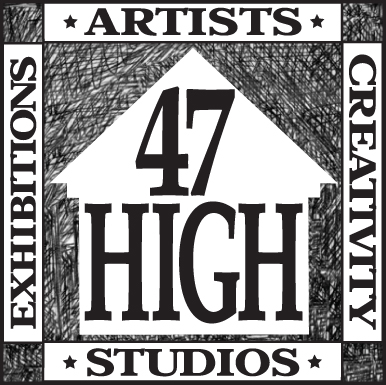 ★ ARTISTS ★
EXHIBITIONS
47
HIGH
CREATIVITY
★ STUDIOS ★